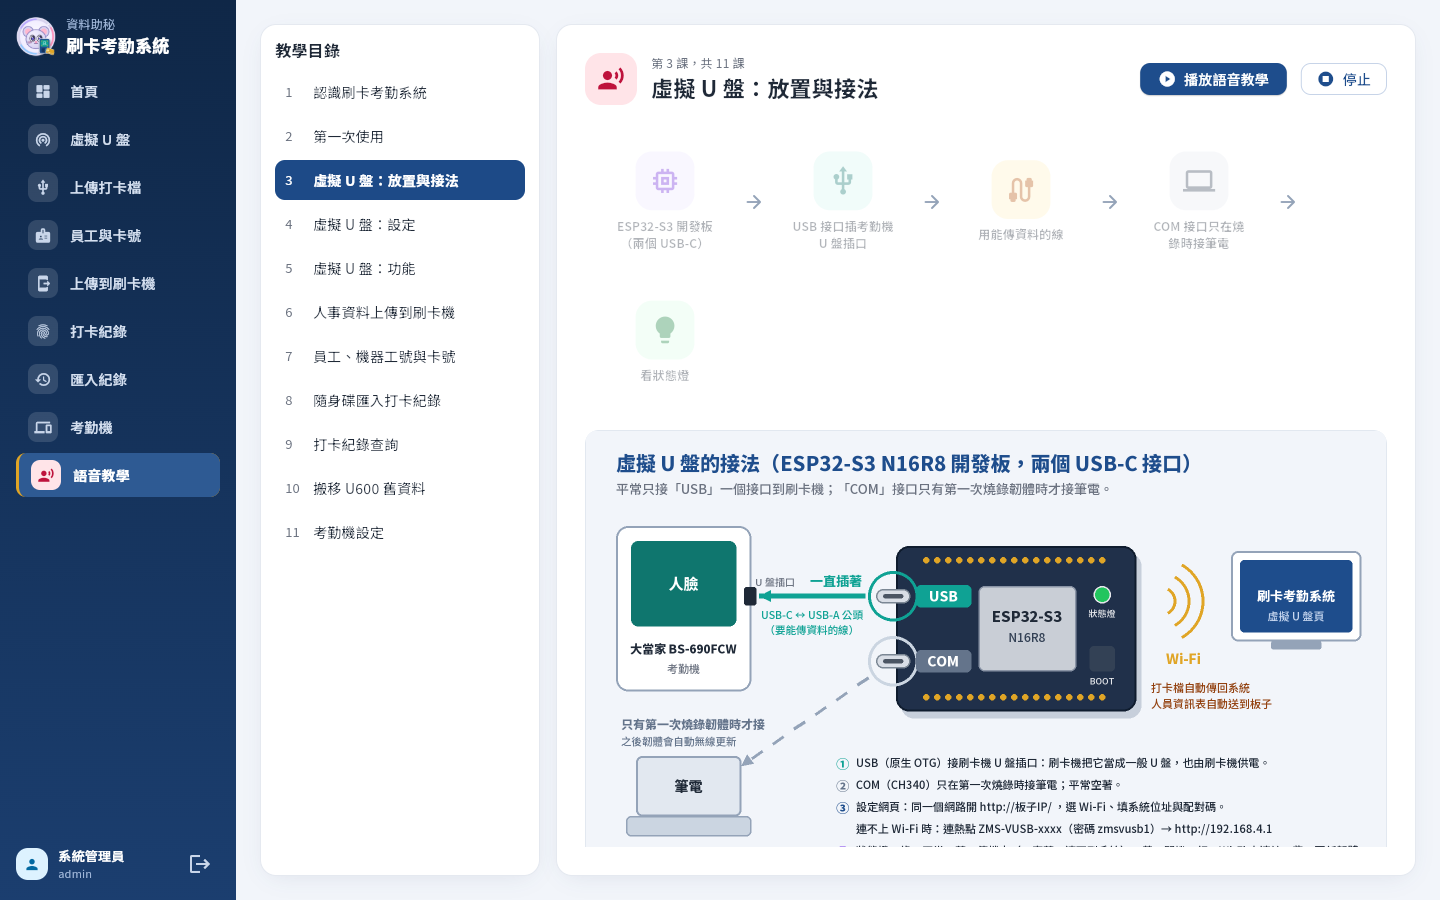 資料助秘
刷卡考勤系統
首頁
虛擬 U 盤
上傳打卡檔
員工與卡號
上傳到刷卡機
打卡紀錄
匯入紀錄
考勤機
語音教學
系統管理員
admin
教學目錄
1 認識刷卡考勤系統
2 第一次使用
3 虛擬 U 盤：放置與接法
4 虛擬 U 盤：設定
5 虛擬 U 盤：功能
6 人事資料上傳到刷卡機
7 員工、機器工號與卡號
8 隨身碟匯入打卡紀錄
9 打卡紀錄查詢
10 搬移 U600 舊資料
11 考勤機設定
第 3 課，共 11 課
虛擬 U 盤：放置與接法
播放語音教學
停止
ESP32-S3 開發板
（兩個 USB-C）
USB 接口插考勤機
U 盤插口
用能傳資料的線
COM 接口只在燒
錄時接筆電
看狀態燈
虛擬 U 盤的接法（ESP32-S3 N16R8 開發板，兩個 USB-C 接口）
平常只接「USB」一個接口到刷卡機；「COM」接口只有第一次燒錄韌體時才接筆電。
人臉
大當家 BS-690FCW
考勤機
U 盤插口
一直插著
USB-C ↔ USB-A 公頭
（要能傳資料的線）
USB
COM
ESP32-S3
N16R8
狀態燈
BOOT
Wi-Fi
刷卡考勤系統
虛擬 U 盤頁
打卡檔自動傳回系統
人員資訊表自動送到板子
只有第一次燒錄韌體時才接
之後韌體會自動無線更新
筆電
① USB（原生 OTG）接刷卡機 U 盤插口：刷卡機把它當成一般 U 盤，也由刷卡機供電。
② COM（CH340）只在第一次燒錄時接筆電；平常空著。
③ 設定網頁：同一個網路開 http://板子IP/ ，選 Wi-Fi、填系統位址與配對碼。
連不上 Wi-Fi 時：連熱點 ZMS-VUSB-xxxx（密碼 zmsvusb1）→ http://192.168.4.1